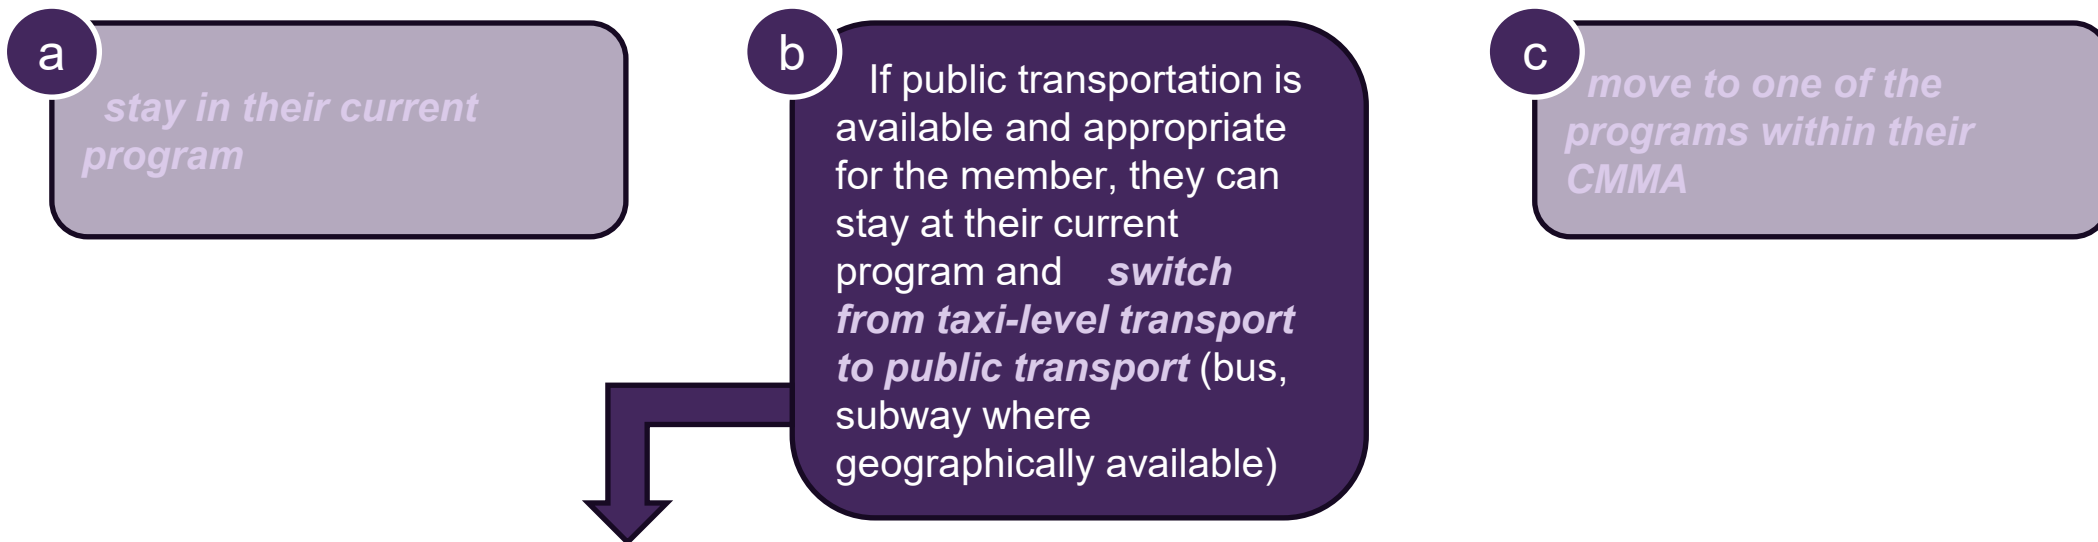 a
stay in their current
program
b
If public transportation is
available and appropriate
for the member, they can
stay at their current
program and switch
from taxi-level transport
to public transport (bus,
subway where
geographically available)
c
move to one of the
programs within their
CMMA